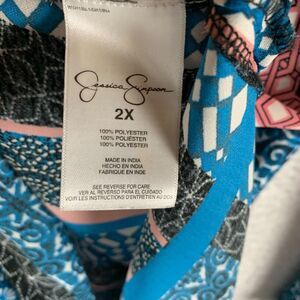 Jessica Simpson
2X
100% POLYESTER
100% POLIÉSTER
100% POLYESTER
MADE IN INDIA
HECHO EN INDIA
FABRIQUE EN INDE
SEE REVERSE FOR CARE
VER AL REVERSO PARA EL CUIDADO
VOIR LES INSTRUCTIONS D'ENTRETIEN AU DOS